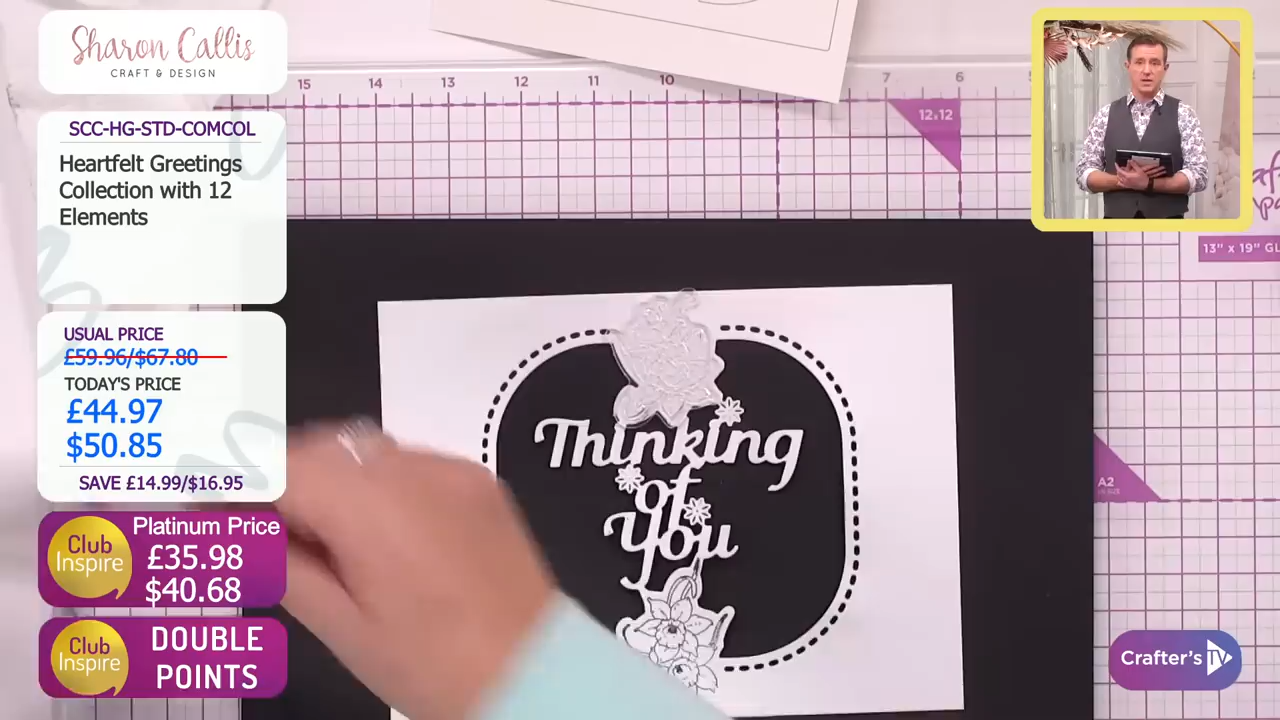 Sharon Callis
CRAFT & DESIGN
SCC-HG-STD-COMCOL
Heartfelt Greetings
Collection with 12
Elements
USUAL PRICE
£59.96/$67.80
TODAY'S PRICE
£44.97
$50.85
SAVE £14.99/$16.95
Club
Inspire
Platinum Price
£35.98
$40.68
Club
Inspire
DOUBLE
POINTS
15 14 13 12 11 10 7 6
12x12
13" x 19" GL
A2
Thinking
of
You
Crafter's TV